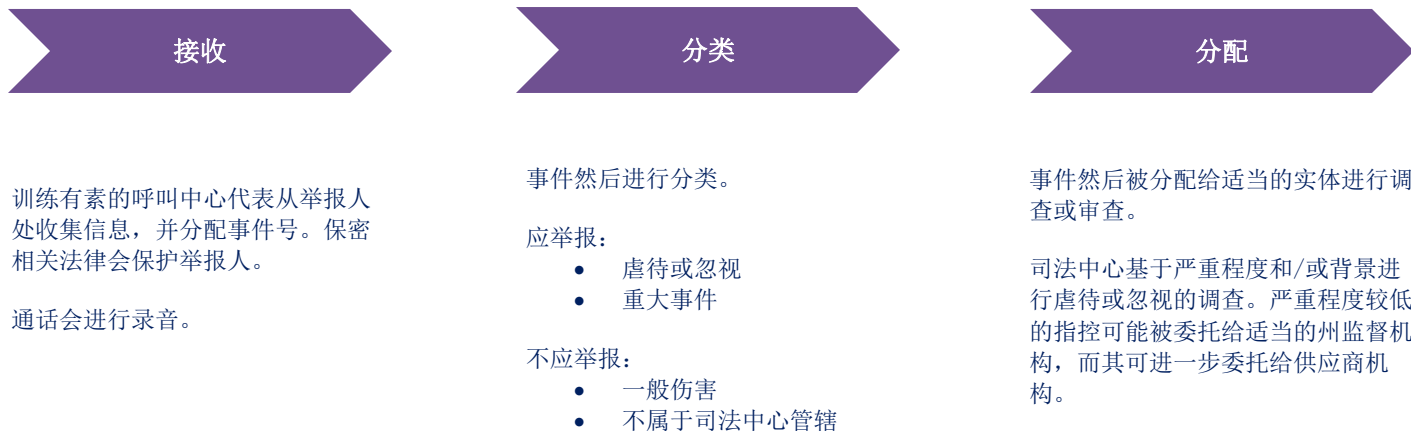 接收
训练有素的呼叫中心代表从举报人
处收集信息，并分配事件号。保密
相关法律会保护举报人。
通话会进行录音。
分类
事件然后进行分类。
应举报：
• 虐待或忽视
• 重大事件
不应举报：
• 一般伤害
• 不属于司法中心管辖
分配
事件然后被分配给适当的实体进行调
查或审查。
司法中心基于严重程度和/或背景进
行虐待或忽视的调查。严重程度较低
的指控可能被委托给适当的州监督机
构，而其可进一步委托给供应商机
构。